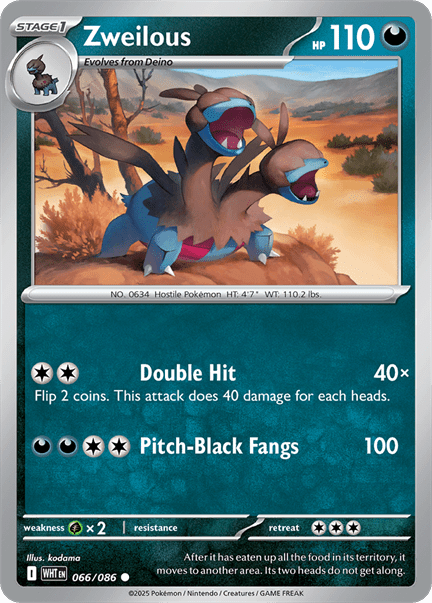 STAGE 1
Zweilous
HP 110
Evolves from Deino
NO. 0634 Hostile Pokémon HT: 4'7" WT: 110.2 lbs.
Double Hit 40×
Flip 2 coins. This attack does 40 damage for each heads.
Pitch-Black Fangs 100
weakness ×2 resistance retreat
Illus. kodama
After it has eaten up all the food in its territory, it
moves to another area. Its two heads do not get along.
I WHT EN 066/086
©2025 Pokémon / Nintendo / Creatures / GAME FREAK